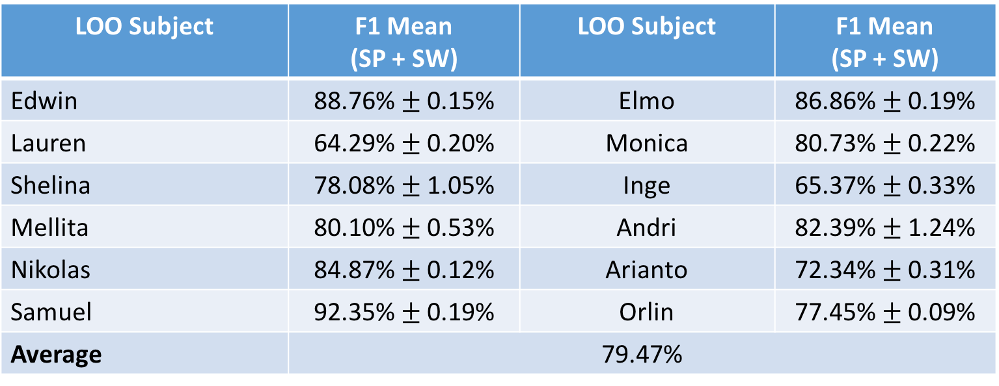 LOO Subject F1 Mean (SP + SW) LOO Subject F1 Mean (SP + SW)
Edwin 88.76% ± 0.15% Elmo 86.86% ± 0.19%
Lauren 64.29% ± 0.20% Monica 80.73% ± 0.22%
Shelina 78.08% ± 1.05% Inge 65.37% ± 0.33%
Mellita 80.10% ± 0.53% Andri 82.39% ± 1.24%
Nikolas 84.87% ± 0.12% Arianto 72.34% ± 0.31%
Samuel 92.35% ± 0.19% Orlin 77.45% ± 0.09%
Average 79.47%